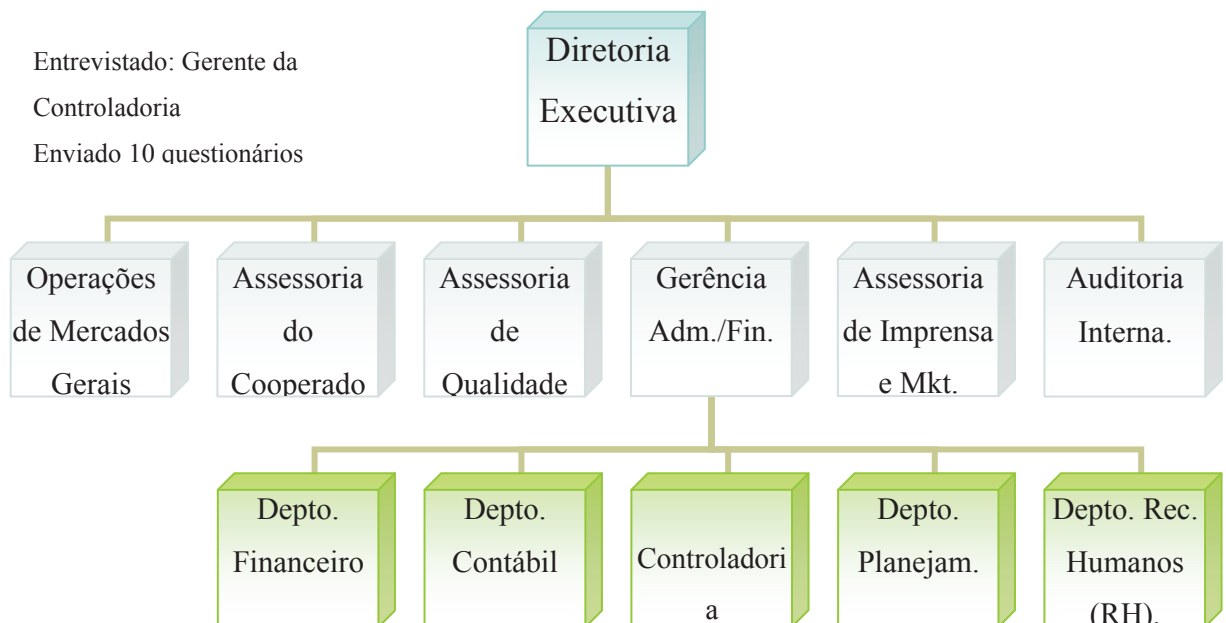 Entrevistado: Gerente da
Controladoria
Enviado 10 questionários
Diretoria
Executiva
Operações
de Mercados
Gerais
Assessoria
do
Cooperado
Assessoria
de
Qualidade
Gerência
Adm./Fin.
Assessoria
de Imprensa
e Mkt.
Auditoria
Interna.
Depto.
Financeiro
Depto.
Contábil
Controladori
a
Depto.
Planejam.
Depto. Rec.
Humanos
(RH).